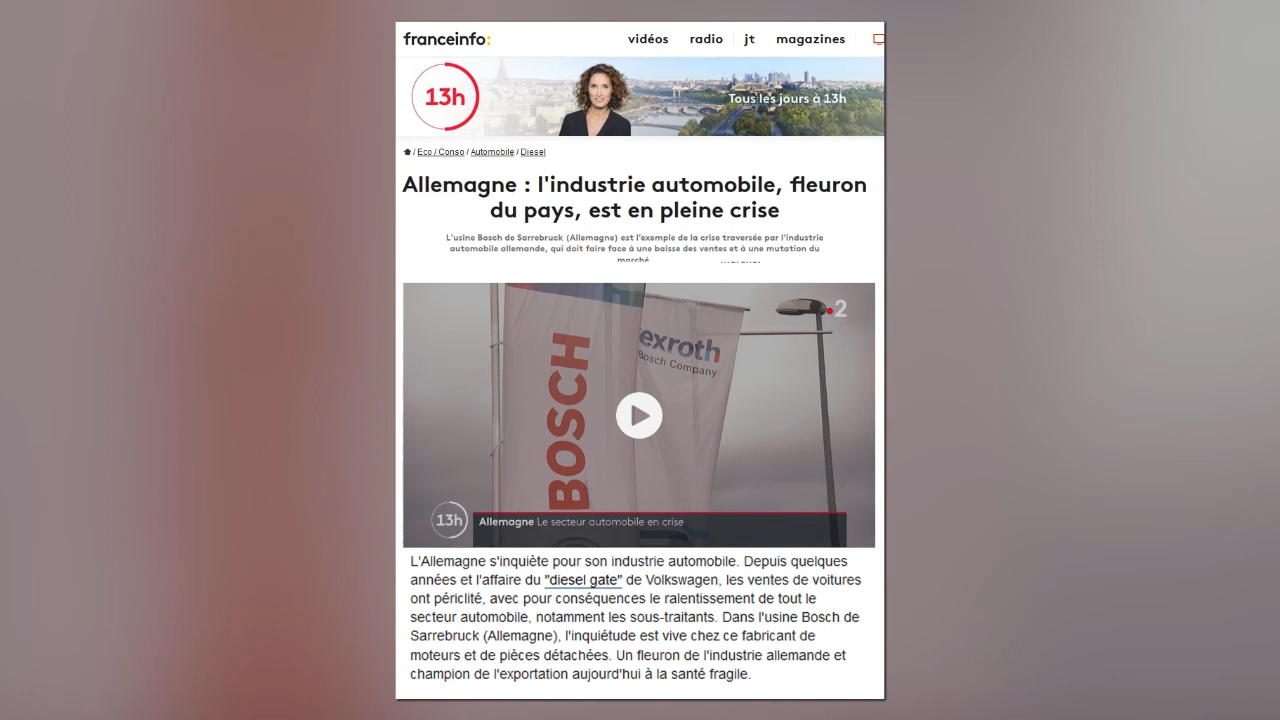 franceinfo:
vidéos radio jt magazines
13h
Tous les jours à 13h
/ Eco / Conso / Automobile / Diesel
Allemagne : l'industrie automobile, fleuron
du pays, est en pleine crise
L'usine Bosch de Sarrebruck (Allemagne) est l'exemple de la crise traversée par l'industrie
automobile allemande, qui doit faire face à une baisse des ventes et à une mutation du
marché
2
BOSCH
exroth
Bosch Company
13h
Allemagne Le secteur automobile en crise
L'Allemagne s'inquiète pour son industrie automobile. Depuis quelques
années et l'affaire du "diesel gate" de Volkswagen, les ventes de voitures
ont périclité, avec pour conséquences le ralentissement de tout le
secteur automobile, notamment les sous-traitants. Dans l'usine Bosch de
Sarrebruck (Allemagne), l'inquiétude est vive chez ce fabricant de
moteurs et de pièces détachées. Un fleuron de l'industrie allemande et
champion de l'exportation aujourd'hui à la santé fragile.